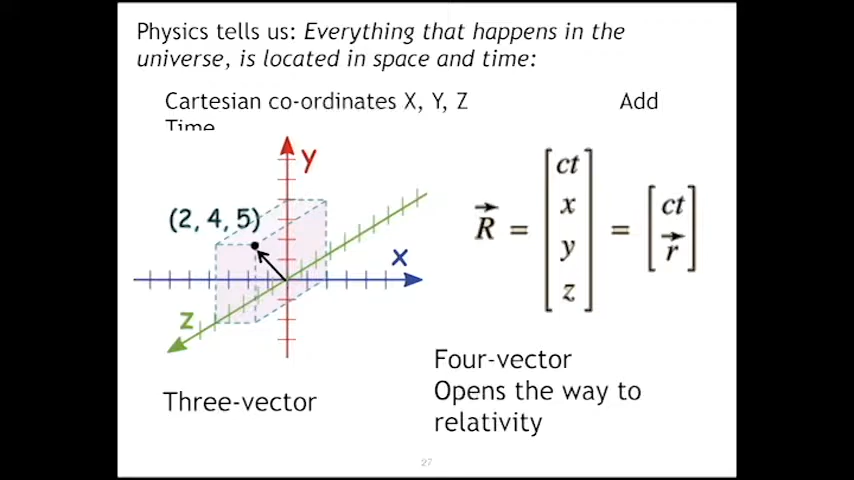 Physics tells us: Everything that happens in the
universe, is located in space and time:
Cartesian co-ordinates X, Y, Z Add
Time
Y
(2, 4, 5)
X
Z
R = [ct x y z] = [ct r]
Three-vector
Four-vector
Opens the way to
relativity
27